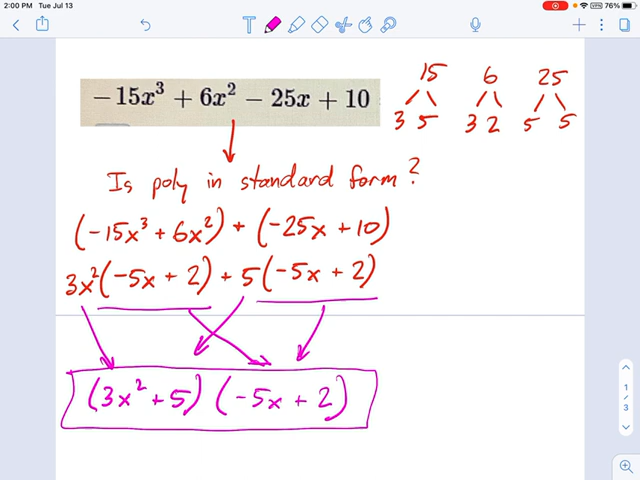 2:00 PM Tue Jul 13
76%
T
−15x³ + 6x² − 25x + 10
15 6 25
3 5 3 2 5 5
Is poly in standard form?
(-15x³ + 6x²) + (-25x + 10)
3x²(-5x + 2) + 5(-5x + 2)
(3x² + 5)(-5x + 2)
1
/
3